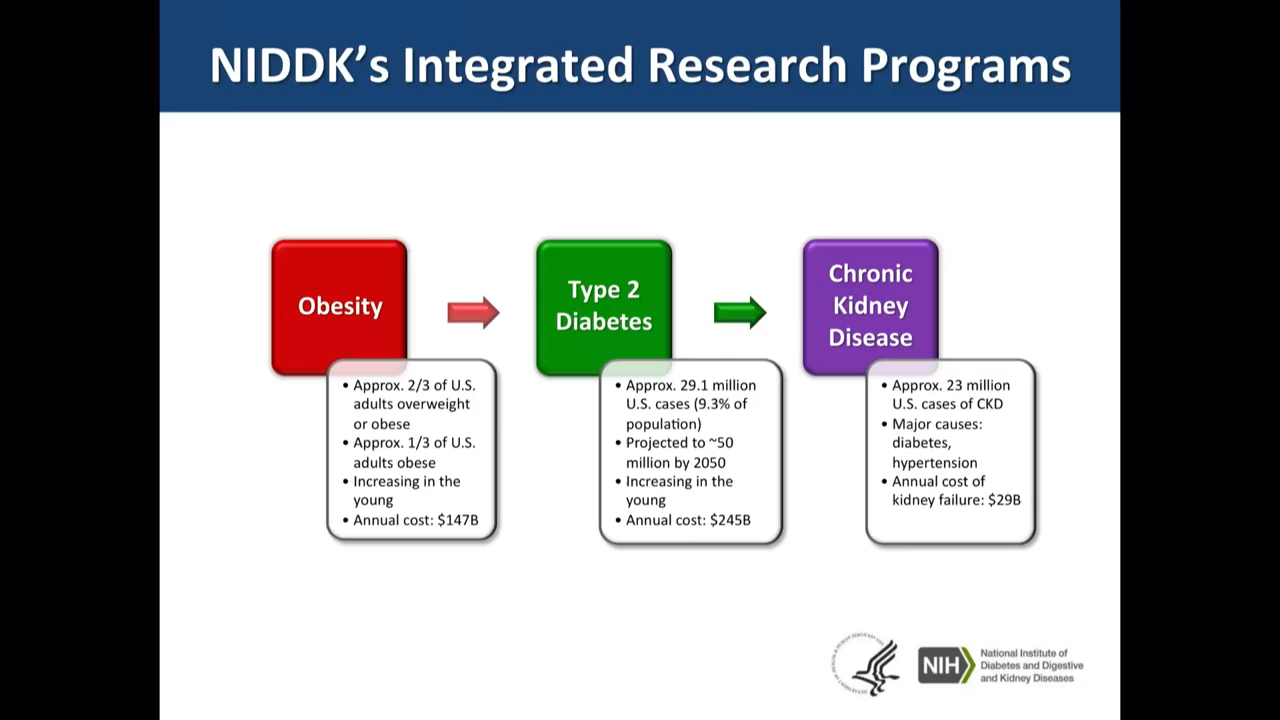 NIDDK’s Integrated Research Programs
Obesity
• Approx. 2/3 of U.S.
adults overweight
or obese
• Approx. 1/3 of U.S.
adults obese
• Increasing in the
young
• Annual cost: $147B
Type 2
Diabetes
• Approx. 29.1 million
U.S. cases (9.3% of
population)
• Projected to ~50
million by 2050
• Increasing in the
young
• Annual cost: $245B
Chronic
Kidney
Disease
• Approx. 23 million
U.S. cases of CKD
• Major causes:
diabetes,
hypertension
• Annual cost of
kidney failure: $29B
NIH
National Institute of
Diabetes and Digestive
and Kidney Diseases